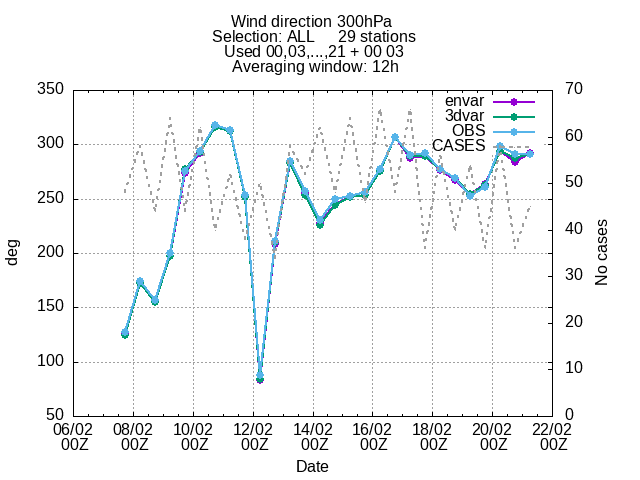 Wind direction 300hPa
Selection: ALL 29 stations
Used 00,03,...,21 + 00 03
Averaging window: 12h
350
300
250
200
150
100
50
deg
70
60
50
40
30
20
10
0
No cases
envar
3dvar
OBS
CASES
06/02 08/02 10/02 12/02 14/02 16/02 18/02 20/02 22/02
00Z 00Z 00Z 00Z 00Z 00Z 00Z 00Z 00Z
Date